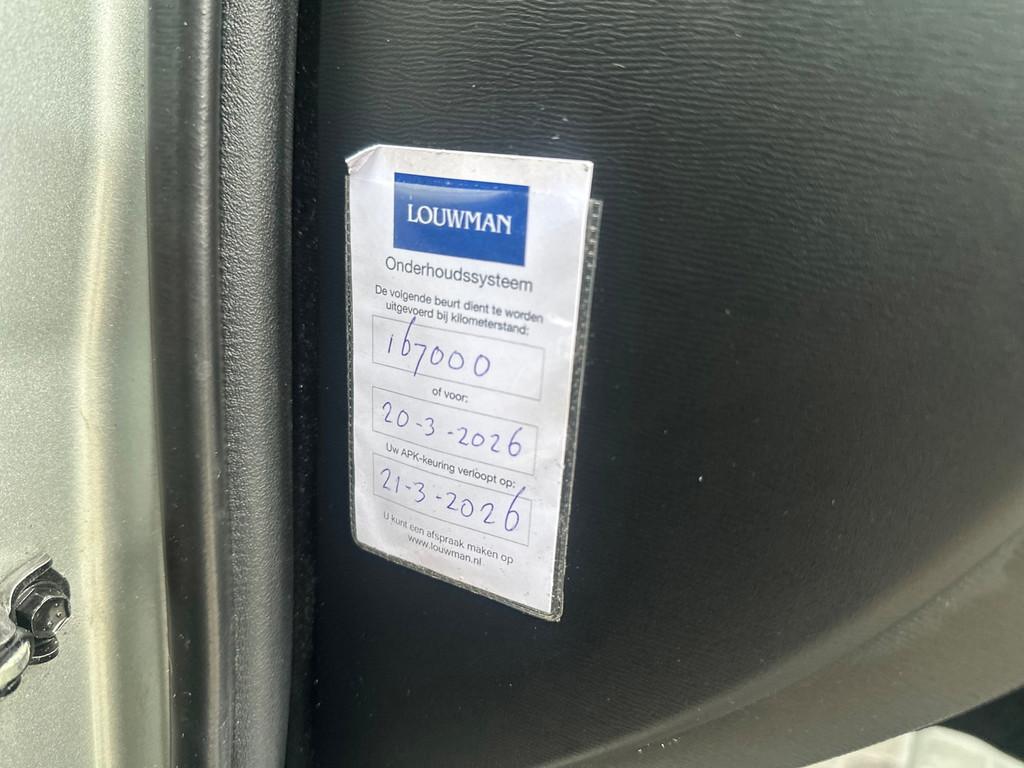 LOUWMAN
Onderhoudssysteem
De volgende beurt dient te worden
uitgevoerd bij kilometerstand:
167000
of voor:
20-3-2026
Uw APK-keuring verloopt op:
21-3-2026
U kunt een afspraak maken op
www.louwman.nl